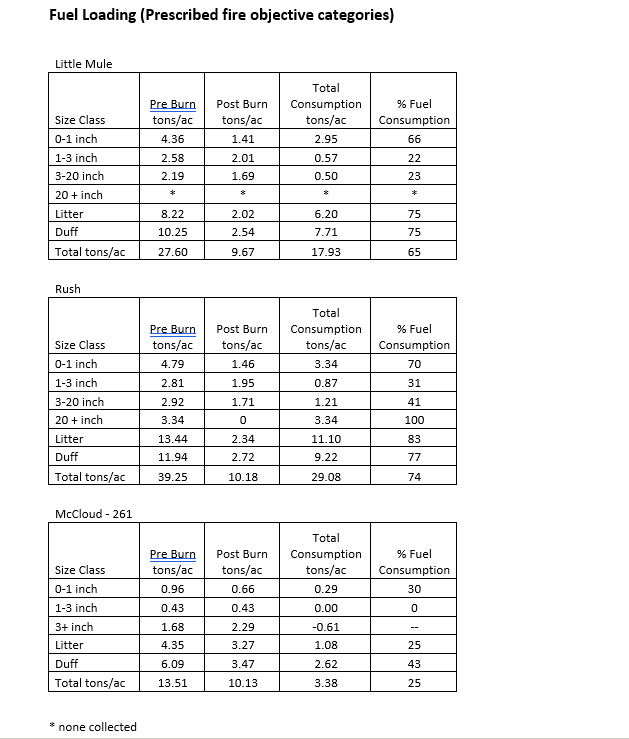 Fuel Loading (Prescribed fire objective categories)
Little Mule
Size Class | Pre Burn tons/ac | Post Burn tons/ac | Total Consumption tons/ac | % Fuel Consumption
0-1 inch | 4.36 | 1.41 | 2.95 | 66
1-3 inch | 2.58 | 2.01 | 0.57 | 22
3-20 inch | 2.19 | 1.69 | 0.50 | 23
20 + inch | * | * | * | *
Litter | 8.22 | 2.02 | 6.20 | 75
Duff | 10.25 | 2.54 | 7.71 | 75
Total tons/ac | 27.60 | 9.67 | 17.93 | 65
Rush
Size Class | Pre Burn tons/ac | Post Burn tons/ac | Total Consumption tons/ac | % Fuel Consumption
0-1 inch | 4.79 | 1.46 | 3.34 | 70
1-3 inch | 2.81 | 1.95 | 0.87 | 31
3-20 inch | 2.92 | 1.71 | 1.21 | 41
20 + inch | 3.34 | 0 | 3.34 | 100
Litter | 13.44 | 2.34 | 11.10 | 83
Duff | 11.94 | 2.72 | 9.22 | 77
Total tons/ac | 39.25 | 10.18 | 29.08 | 74
McCloud - 261
Size Class | Pre Burn tons/ac | Post Burn tons/ac | Total Consumption tons/ac | % Fuel Consumption
0-1 inch | 0.96 | 0.66 | 0.29 | 30
1-3 inch | 0.43 | 0.43 | 0.00 | 0
3+ inch | 1.68 | 2.29 | -0.61 | --
Litter | 4.35 | 3.27 | 1.08 | 25
Duff | 6.09 | 3.47 | 2.62 | 43
Total tons/ac | 13.51 | 10.13 | 3.38 | 25
* none collected